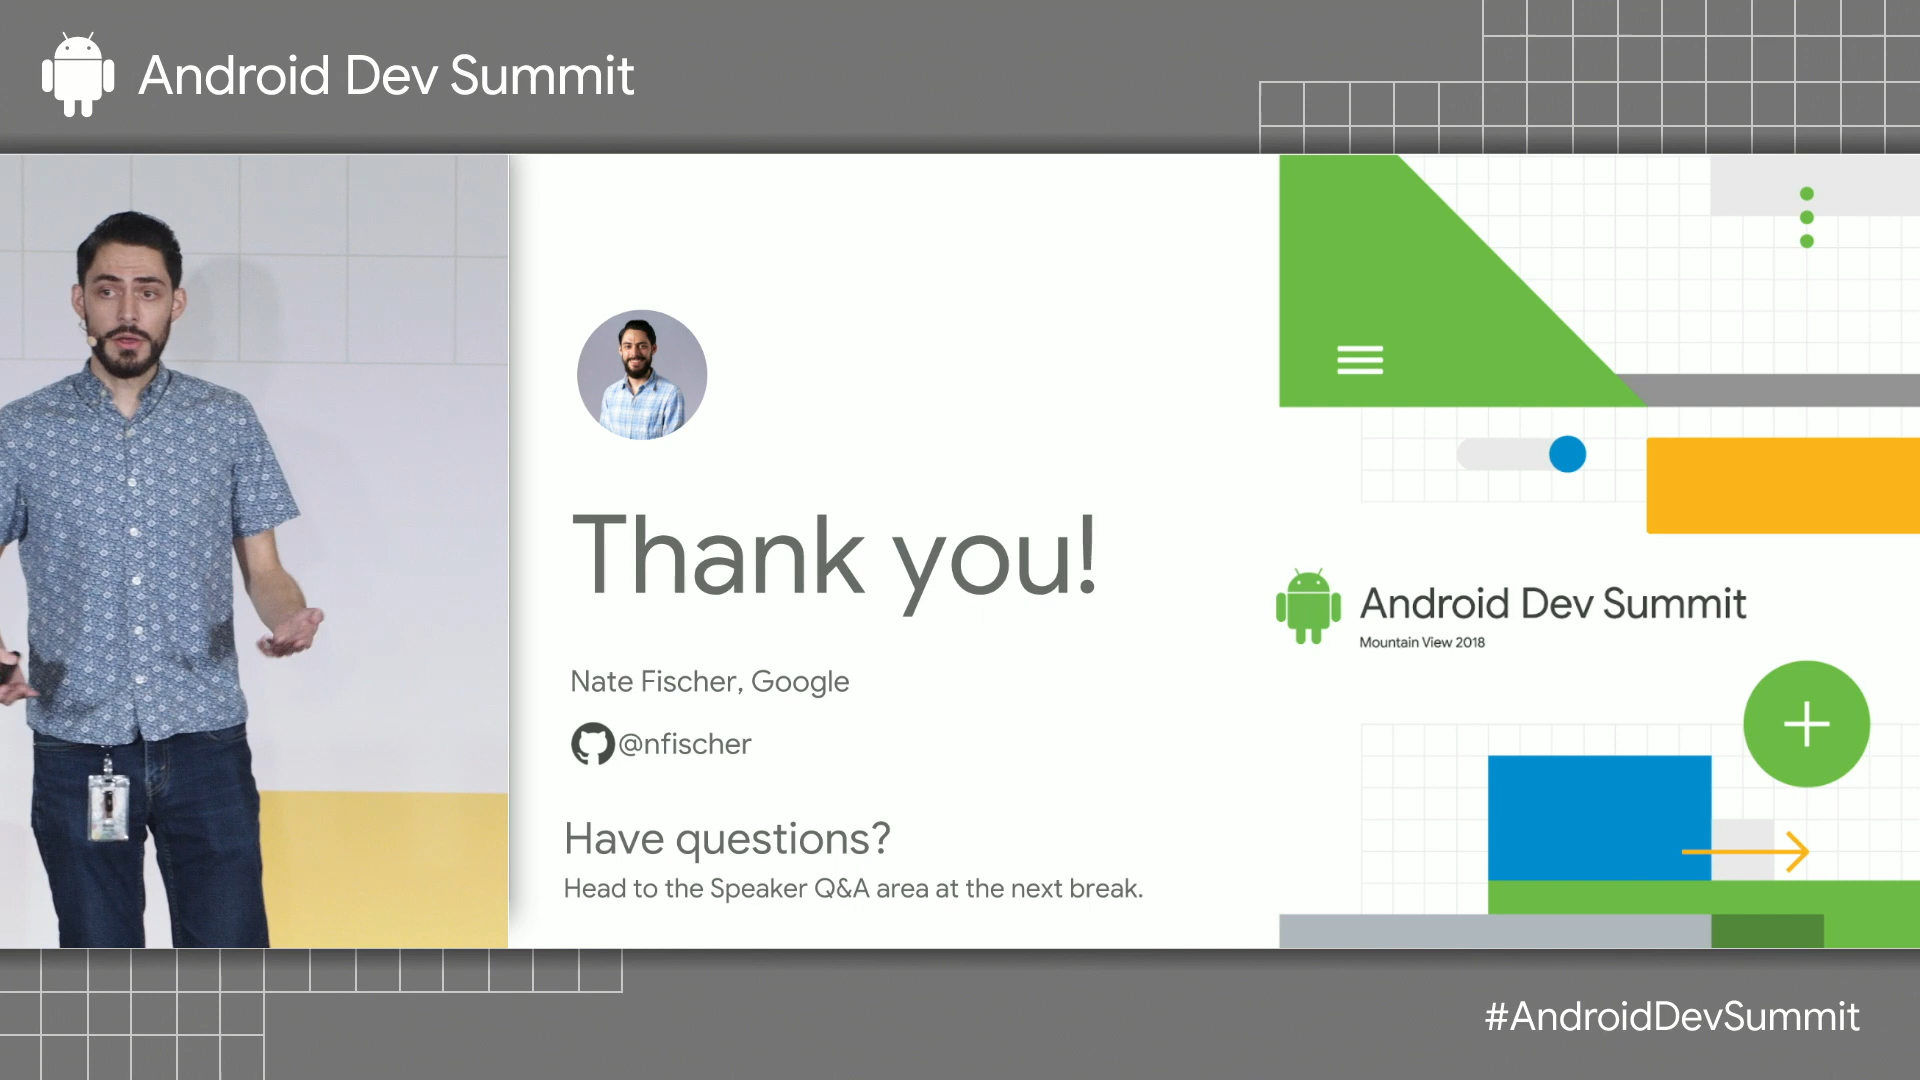 Android Dev Summit
Thank you!
Nate Fischer, Google
@nfischer
Have questions?
Head to the Speaker Q&A area at the next break.
Android Dev Summit
Mountain View 2018
#AndroidDevSummit